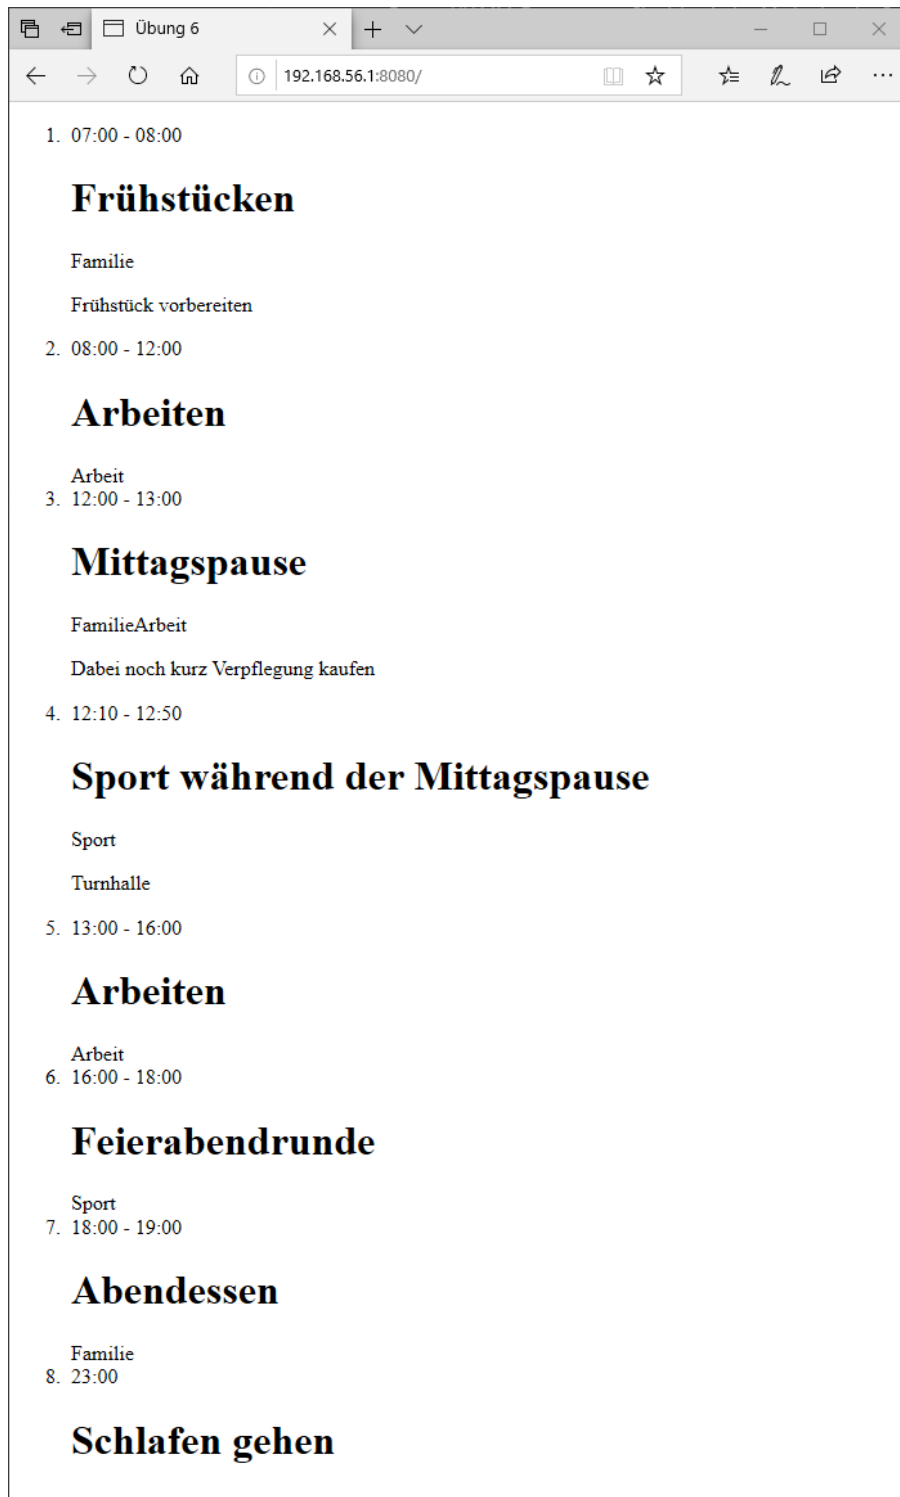 Übung 6
192.168.56.1:8080/
1. 07:00 - 08:00
Frühstücken
Familie
Frühstück vorbereiten
2. 08:00 - 12:00
Arbeiten
Arbeit
3. 12:00 - 13:00
Mittagspause
FamilieArbeit
Dabei noch kurz Verpflegung kaufen
4. 12:10 - 12:50
Sport während der Mittagspause
Sport
Turnhalle
5. 13:00 - 16:00
Arbeiten
Arbeit
6. 16:00 - 18:00
Feierabendrunde
Sport
7. 18:00 - 19:00
Abendessen
Familie
8. 23:00
Schlafen gehen